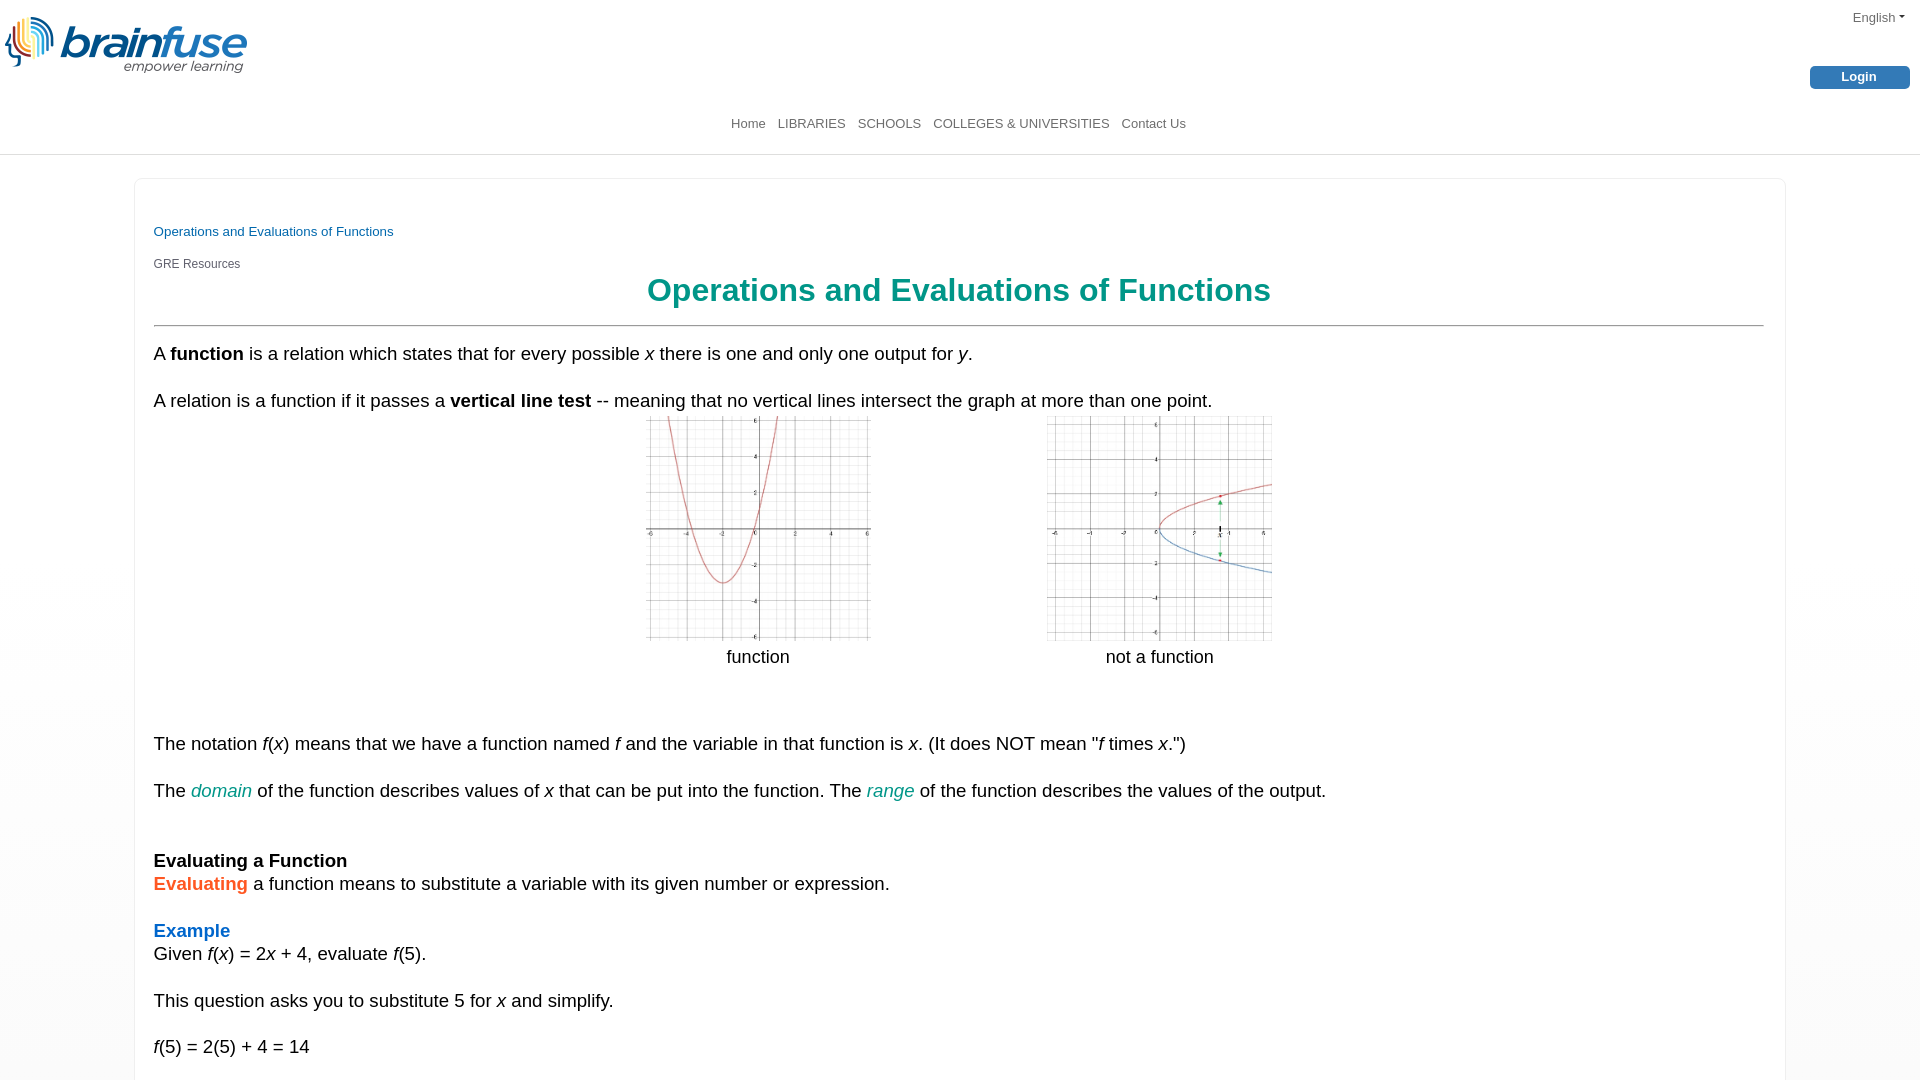 English
brainfuse
empower learning
Login
Home LIBRARIES SCHOOLS COLLEGES & UNIVERSITIES Contact Us
Operations and Evaluations of Functions
GRE Resources
Operations and Evaluations of Functions
A function is a relation which states that for every possible x there is one and only one output for y.
A relation is a function if it passes a vertical line test -- meaning that no vertical lines intersect the graph at more than one point.
function not a function
The notation f(x) means that we have a function named f and the variable in that function is x. (It does NOT mean "f times x.")
The domain of the function describes values of x that can be put into the function. The range of the function describes the values of the output.
Evaluating a Function
Evaluating a function means to substitute a variable with its given number or expression.
Example
Given f(x) = 2x + 4, evaluate f(5).
This question asks you to substitute 5 for x and simplify.
f(5) = 2(5) + 4 = 14